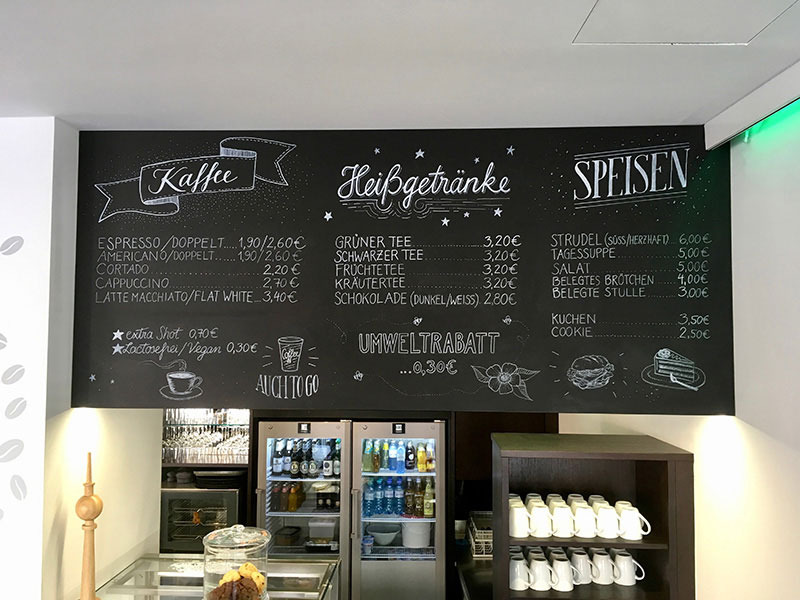 Kaffee
ESPRESSO/DOPPELT.....1,90/2,60€
AMERICANO/DOPPELT....1,90/2,60€
CORTADO 2,20€
CAPPUCCINO 2,70€
LATTE MACCHIATO/FLAT WHITE...3,40€
extra Shot 0,70€
Lactosefrei/Vegan 0,30€
Coffee
AUCH TO GO
Heißgetränke
GRÜNER TEE 3,20€
SCHWARZER TEE 3,20€
FRÜCHTETEE 3,20€
KRÄUTERTEE 3,20€
SCHOKOLADE (DUNKEL/WEISS) 2,80€
UMWELTRABATT
...0,30€
SPEISEN
STRUDEL (SÜSS/HERZHAFT)...6,00€
TAGESSUPPE 5,00€
SALAT 5,00€
BELEGTES BRÖTCHEN 4,00€
BELEGTE STULLE 3,00€
KUCHEN 3,50€
COOKIE 2,50€